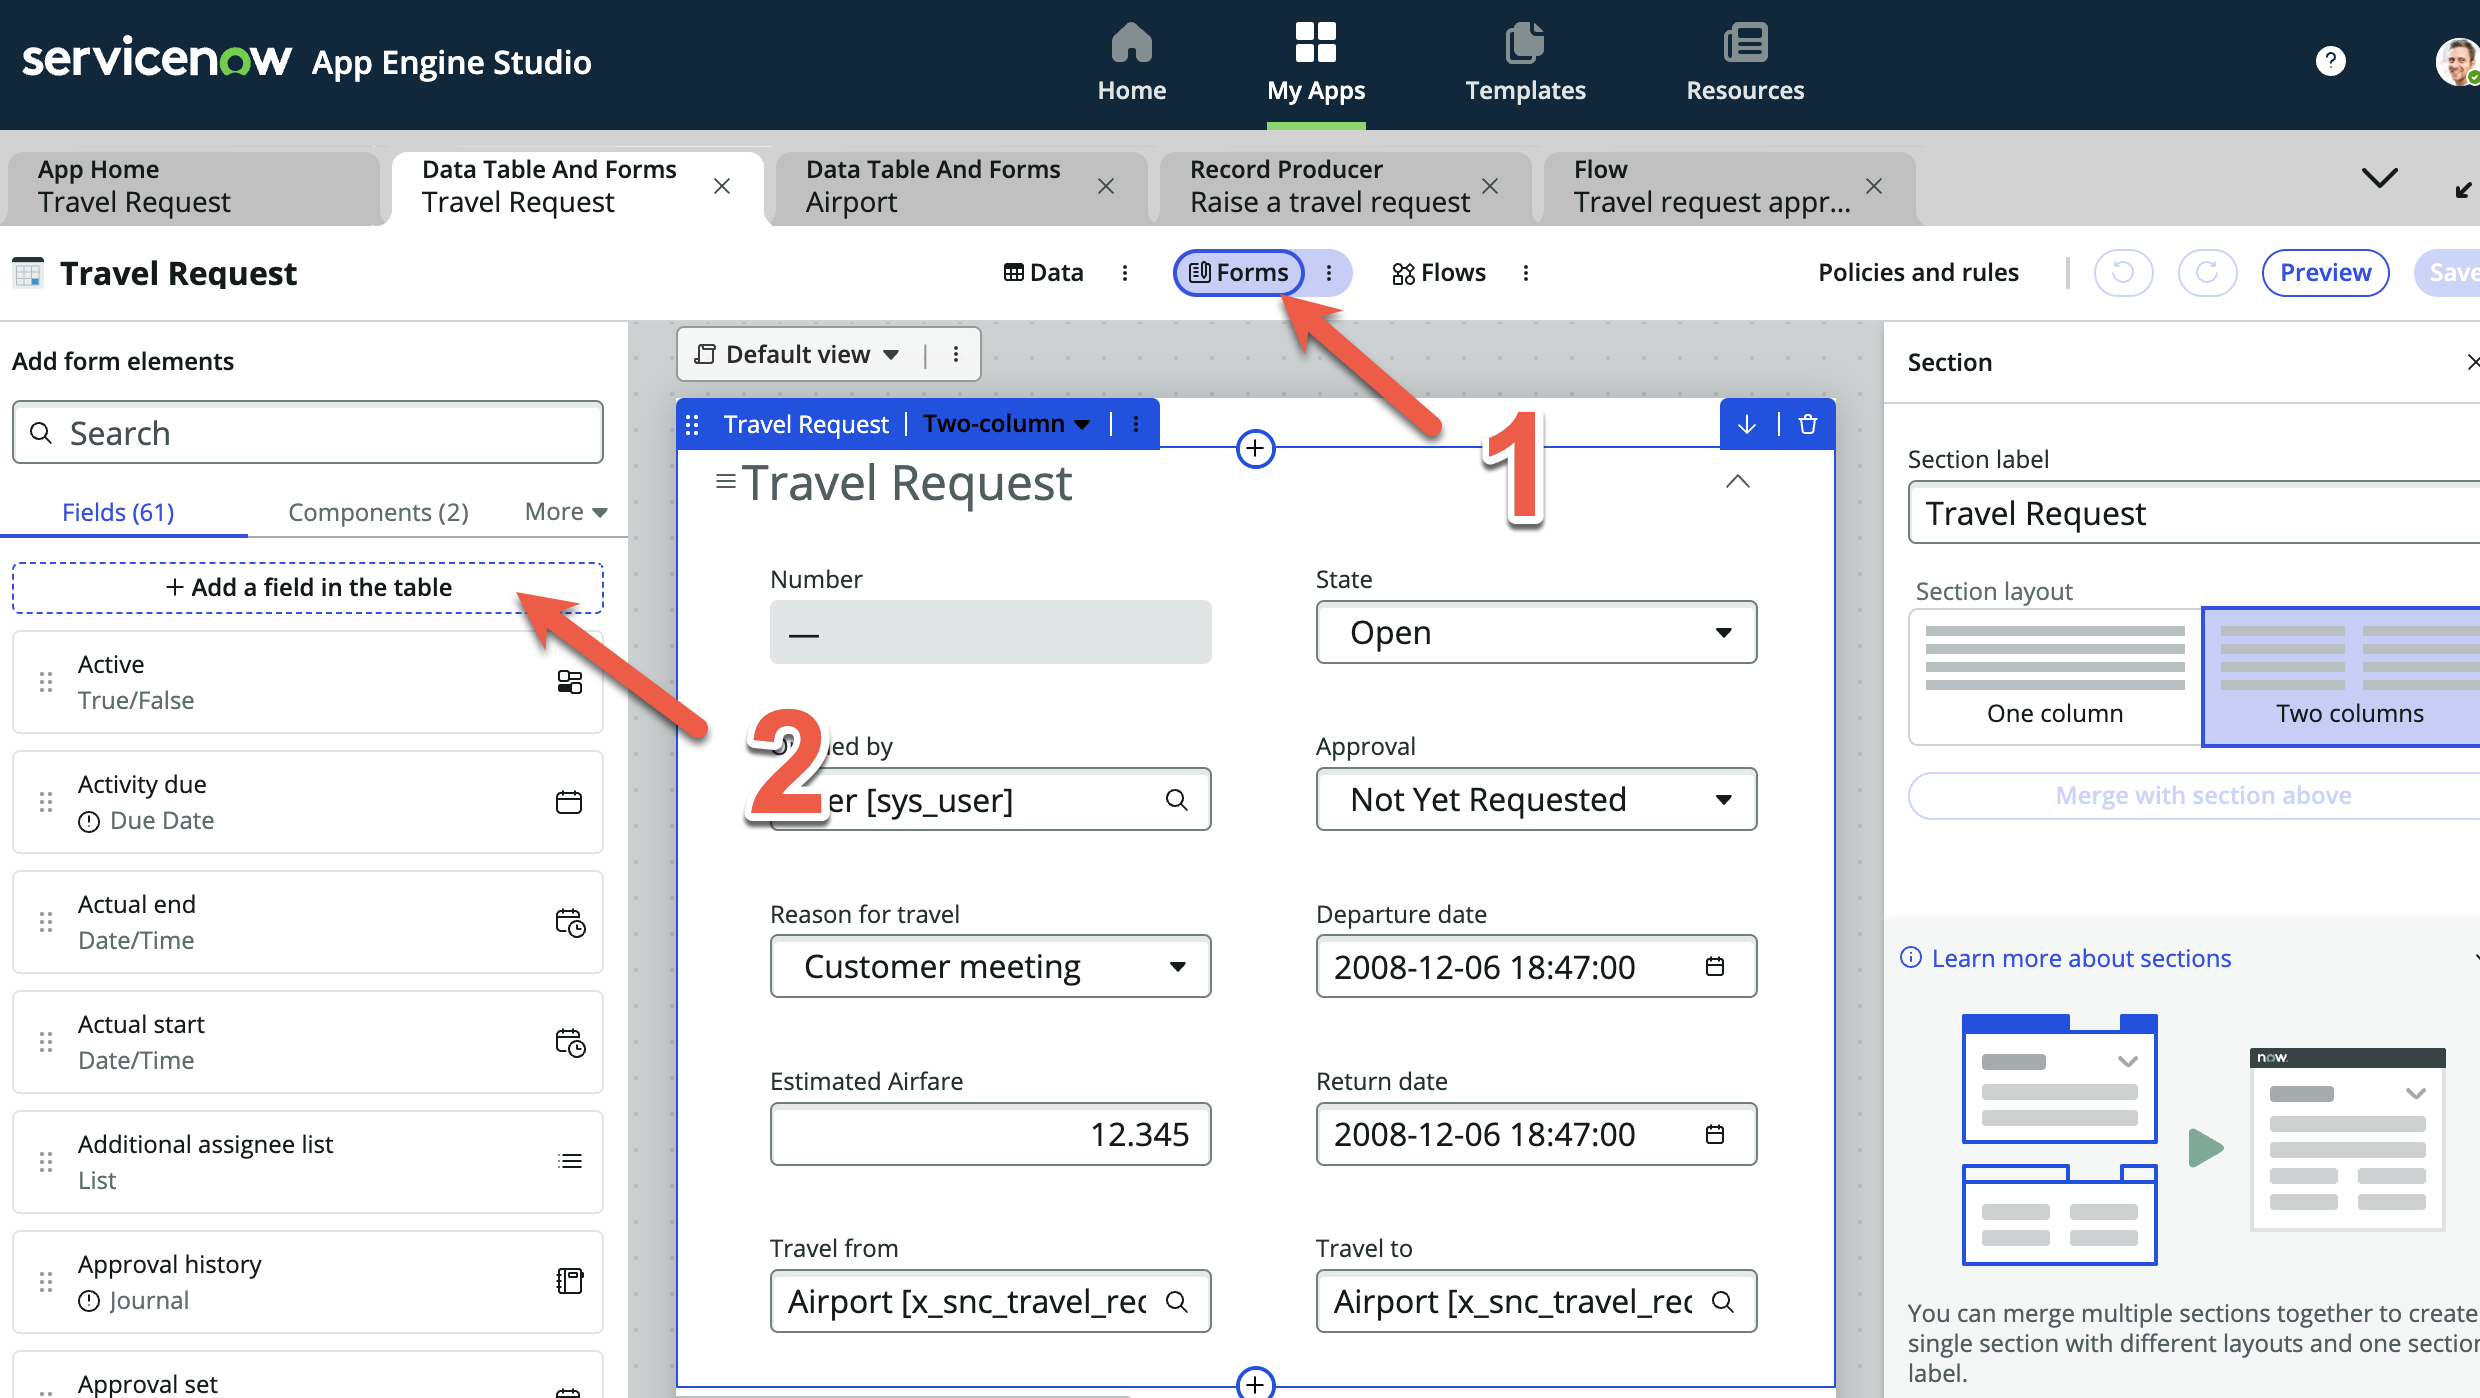 servicenow App Engine Studio
Home
My Apps
Templates
Resources
?
App Home
Travel Request
Data Table And Forms
Travel Request
Data Table And Forms
Airport
Record Producer
Raise a travel request
Flow
Travel request appr...
Travel Request
Data
Forms
Flows
Policies and rules
Preview
Save
Add form elements
Search
Fields (61)
Components (2)
More
+ Add a field in the table
Active
True/False
Activity due
Due Date
Actual end
Date/Time
Actual start
Date/Time
Additional assignee list
List
Approval history
Journal
Approval set
Default view
Travel Request
Two-column
Travel Request
1
2
Number
—
State
Open
ed by
er [sys_user]
Approval
Not Yet Requested
Reason for travel
Customer meeting
Departure date
2008-12-06 18:47:00
Estimated Airfare
12.345
Return date
2008-12-06 18:47:00
Travel from
Airport [x_snc_travel_rec
Travel to
Airport [x_snc_travel_rec
Section
Section label
Travel Request
Section layout
One column
Two columns
Merge with section above
Learn more about sections
now.
You can merge multiple sections together to create
single section with different layouts and one section
label.